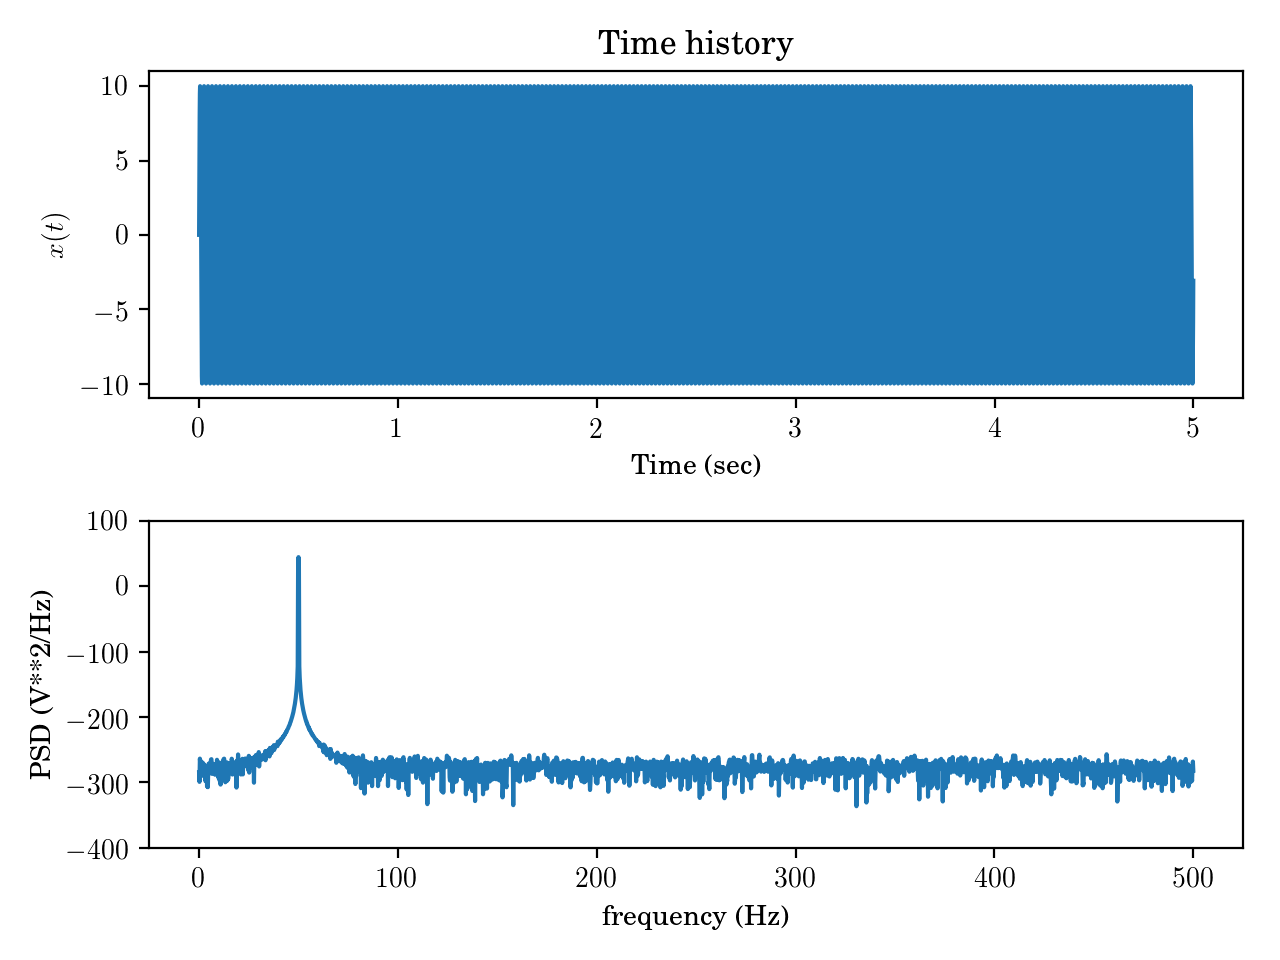 Time history
10
5
0
−5
−10
x(t)
0 1 2 3 4 5
Time (sec)
100
0
−100
−200
−300
−400
PSD (V**2/Hz)
0 100 200 300 400 500
frequency (Hz)